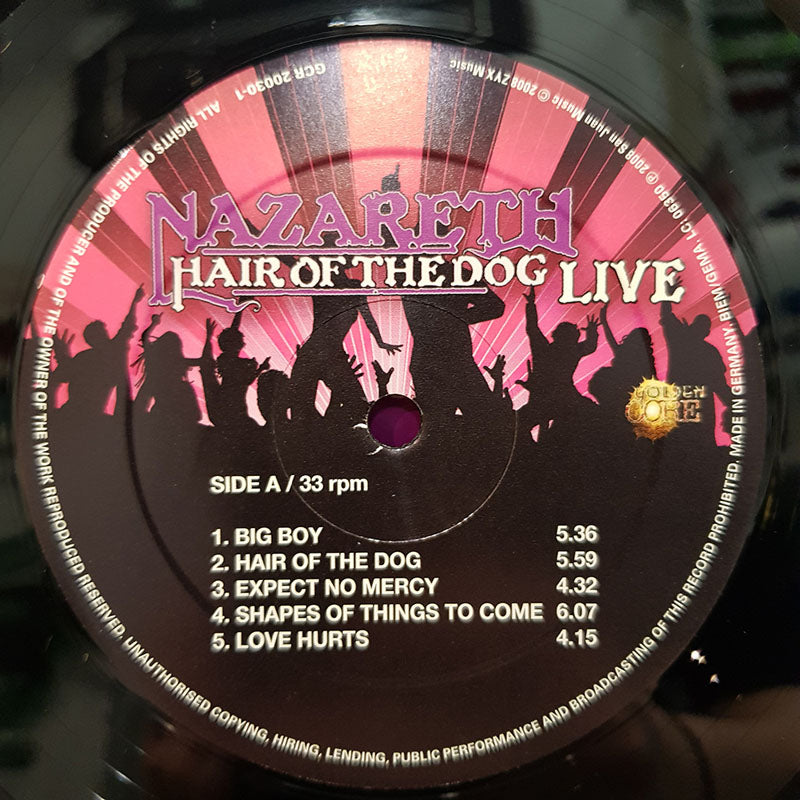 NAZARETH
HAIR OF THE DOG LIVE
GOLDEN
CORE
SIDE A / 33 rpm
1. BIG BOY 5.36
2. HAIR OF THE DOG 5.59
3. EXPECT NO MERCY 4.32
4. SHAPES OF THINGS TO COME 6.07
5. LOVE HURTS 4.15
GCR 20030-1
ALL RIGHTS OF THE PRODUCER AND OF THE OWNER OF THE WORK REPRODUCED RESERVED. UNAUTHORISED COPYING, HIRING, LENDING, PUBLIC PERFORMANCE AND BROADCASTING OF THIS RECORD PROHIBITED. MADE IN GERMANY. BIEM/GEMA. LC 06350 ℗ 2008 San Juan Music © 2008 ZYX Music